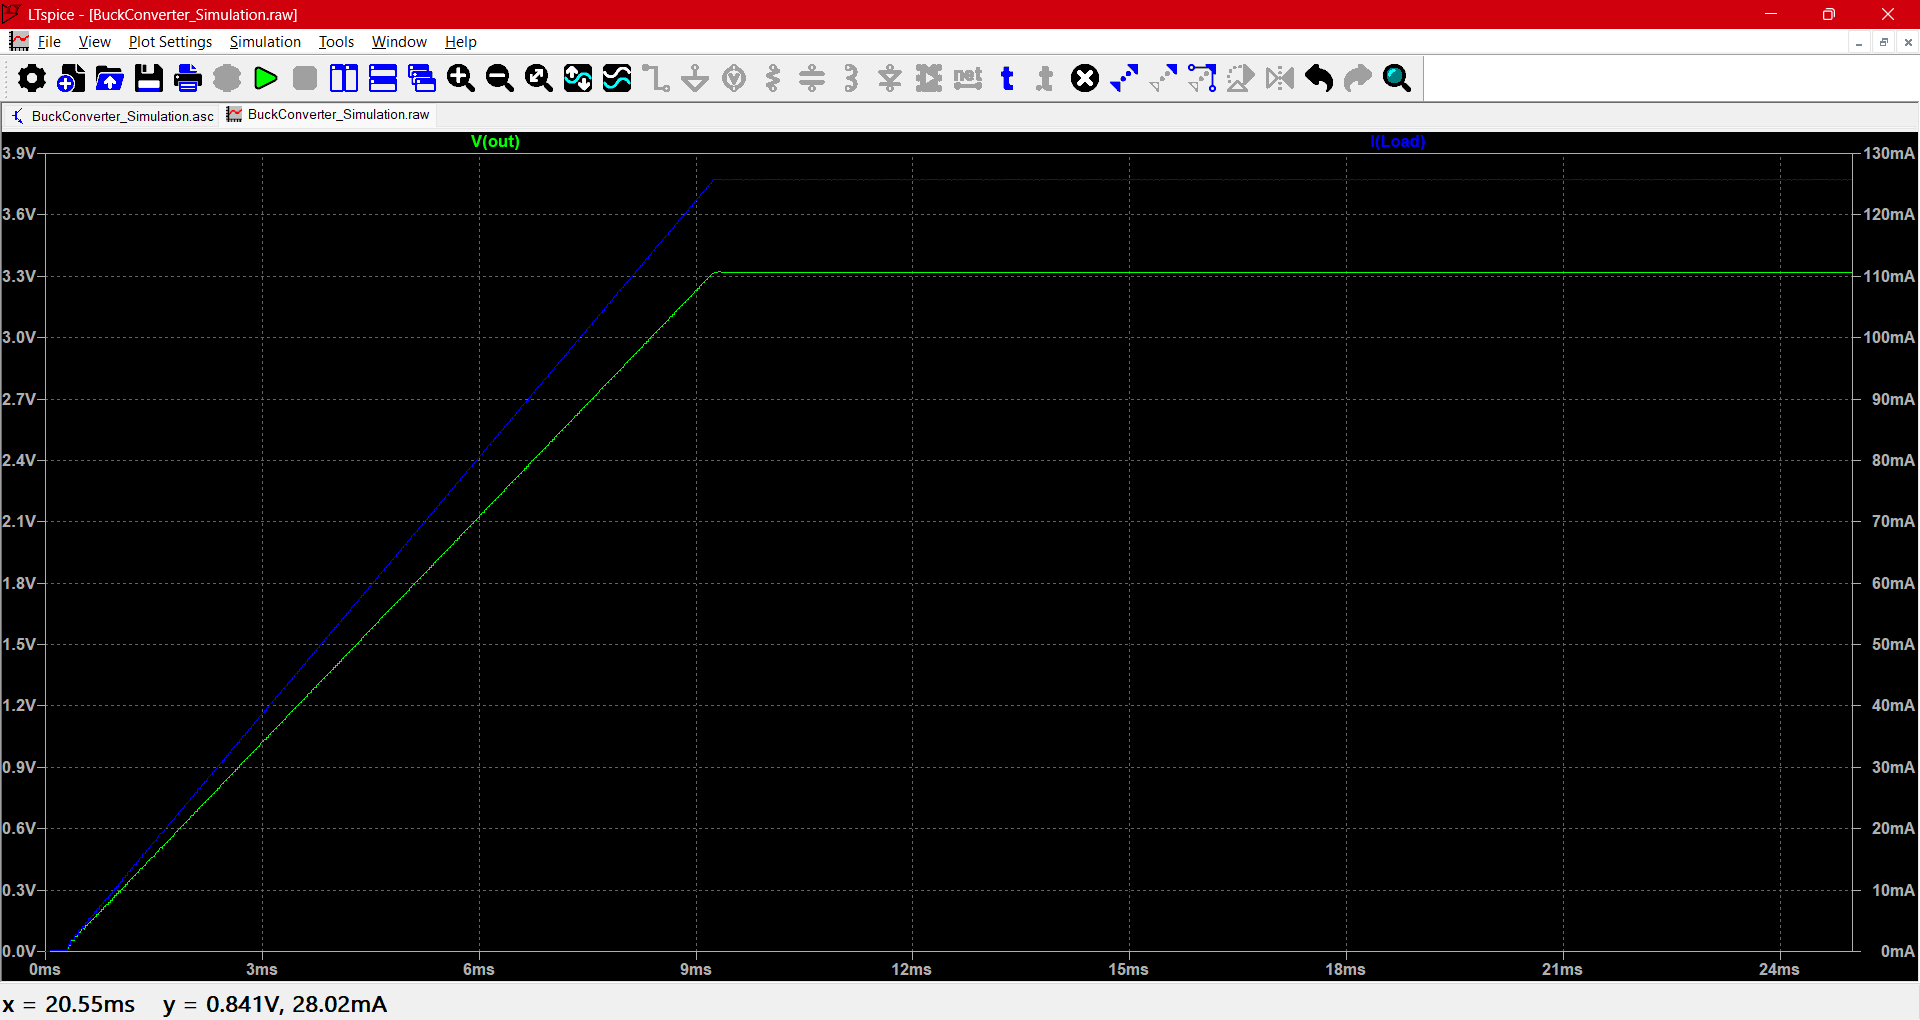 LTspice - [BuckConverter_Simulation.raw]
File View Plot Settings Simulation Tools Window Help
net t .t
BuckConverter_Simulation.asc BuckConverter_Simulation.raw
V(out) I(Load)
3.9V 130mA
3.6V 120mA
3.3V 110mA
3.0V 100mA
2.7V 90mA
2.4V 80mA
2.1V 70mA
1.8V 60mA
1.5V 50mA
1.2V 40mA
0.9V 30mA
0.6V 20mA
0.3V 10mA
0.0V 0mA
0ms 3ms 6ms 9ms 12ms 15ms 18ms 21ms 24ms
x = 20.55ms y = 0.841V, 28.02mA